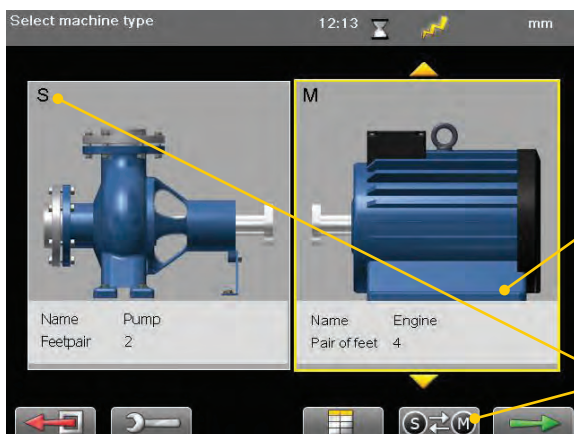 Select machine type 12:13 mm
S
M
Name Pump
Feetpair 2
Name Engine
Pair of feet 4
S M